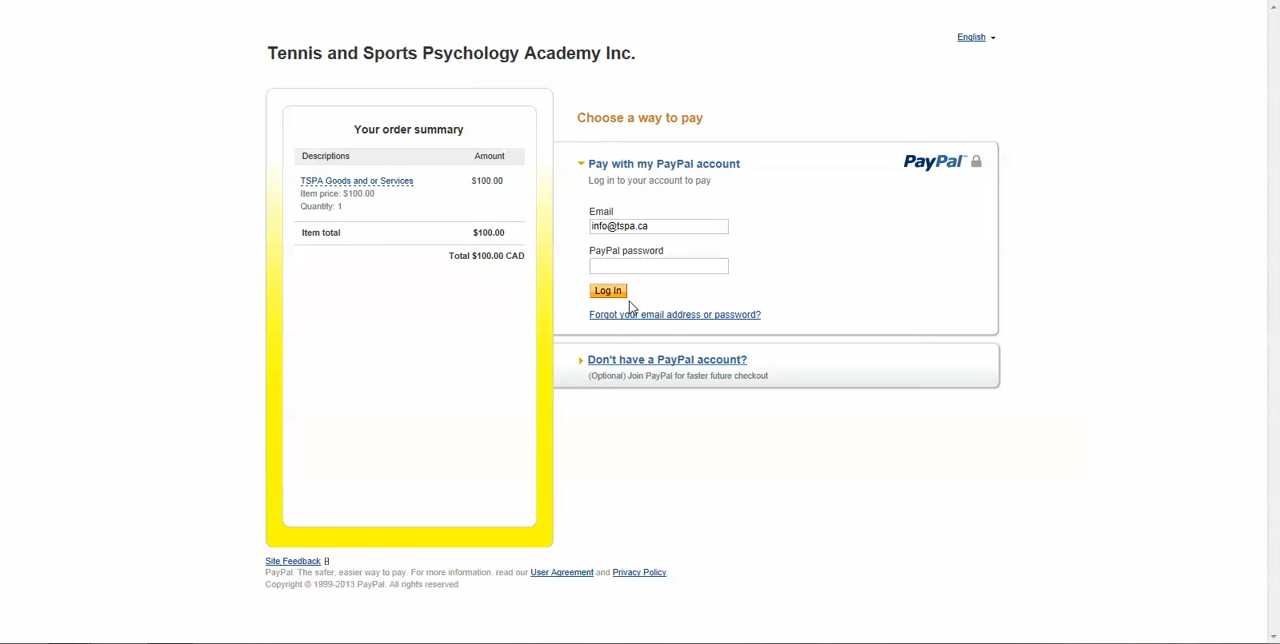 English
Tennis and Sports Psychology Academy Inc.
Your order summary
Descriptions Amount
TSPA Goods and or Services $100.00
Item price: $100.00
Quantity: 1
Item total $100.00
Total $100.00 CAD
Choose a way to pay
Pay with my PayPal account
PayPal
Log in to your account to pay
Email
info@tspa.ca
PayPal password
Log In
Forgot your email address or password?
Don't have a PayPal account?
(Optional) Join PayPal for faster future checkout
Site Feedback [-]
PayPal. The safer, easier way to pay. For more information, read our User Agreement and Privacy Policy.
Copyright © 1999-2013 PayPal. All rights reserved.